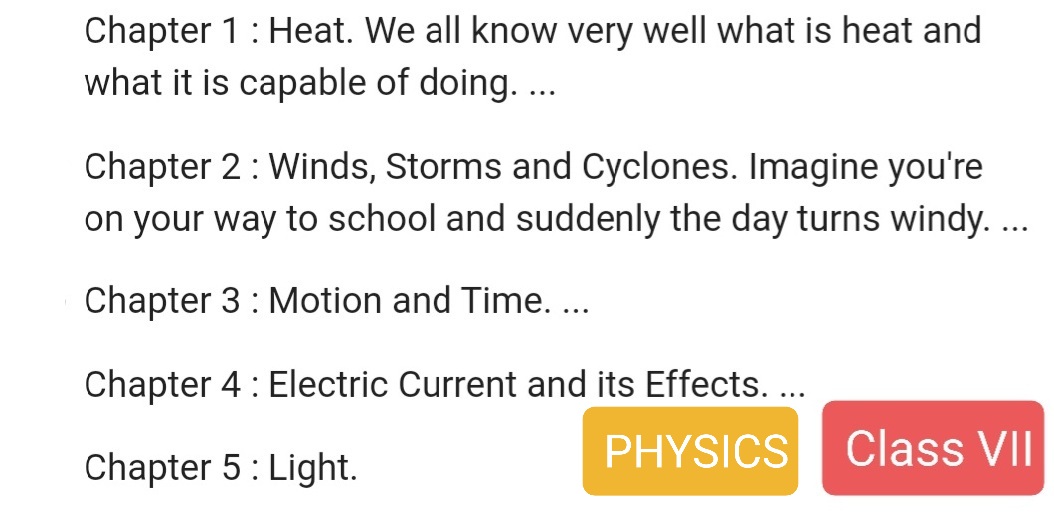 Chapter 1 : Heat. We all know very well what is heat and
what it is capable of doing. ...
Chapter 2 : Winds, Storms and Cyclones. Imagine you're
on your way to school and suddenly the day turns windy. ...
Chapter 3 : Motion and Time. ...
Chapter 4 : Electric Current and its Effects. ...
Chapter 5 : Light.
PHYSICS
Class VII